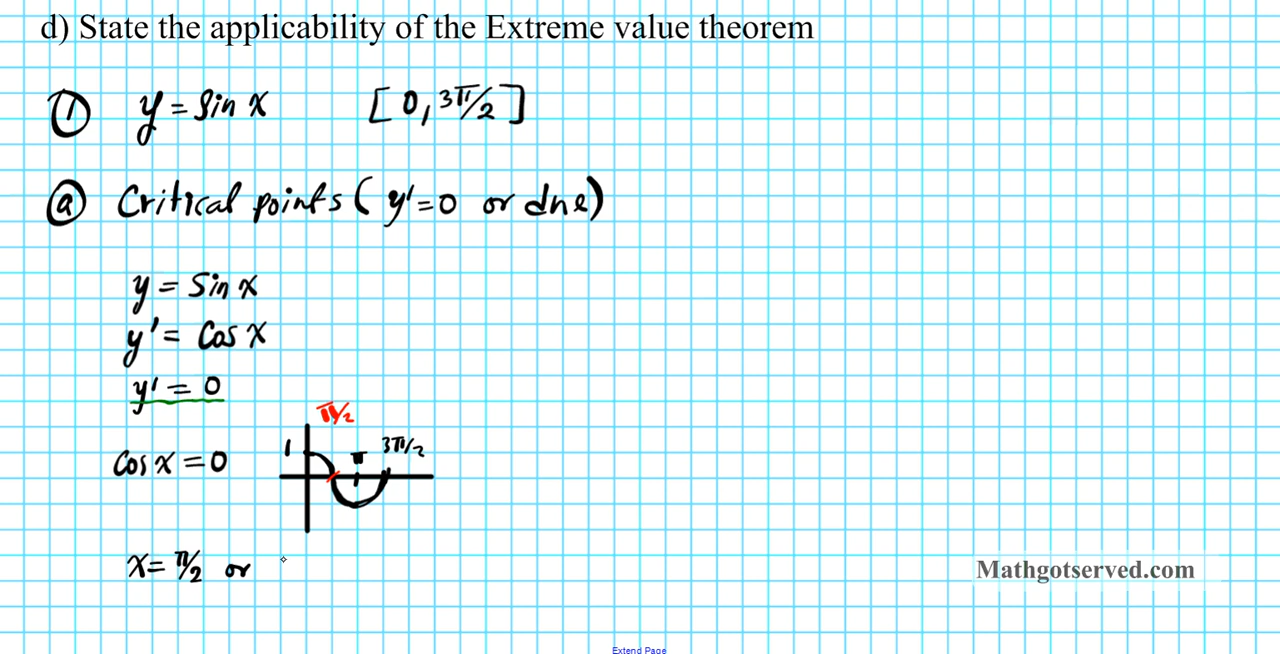 d) State the applicability of the Extreme value theorem
① y = Sin x [0, 3π/2]
ⓐ Critical points ( y' = 0 or dne)
y = Sin x
y' = Cos x
y' = 0
π/2
1 π 3π/2
Cos x = 0
x = π/2 or
Mathgotserved.com
Extend Page